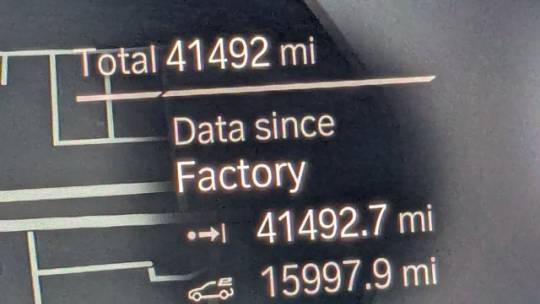 Total 41492 mi
Data since
Factory
41492.7 mi
15997.9 mi